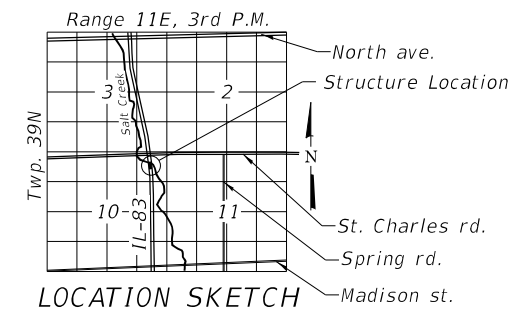 Range 11E, 3rd P.M.
North ave.
Structure Location
3
2
Salt Creek
Twp. 39N
N
10
IL-83
11
St. Charles rd.
Spring rd.
Madison st.
LOCATION SKETCH